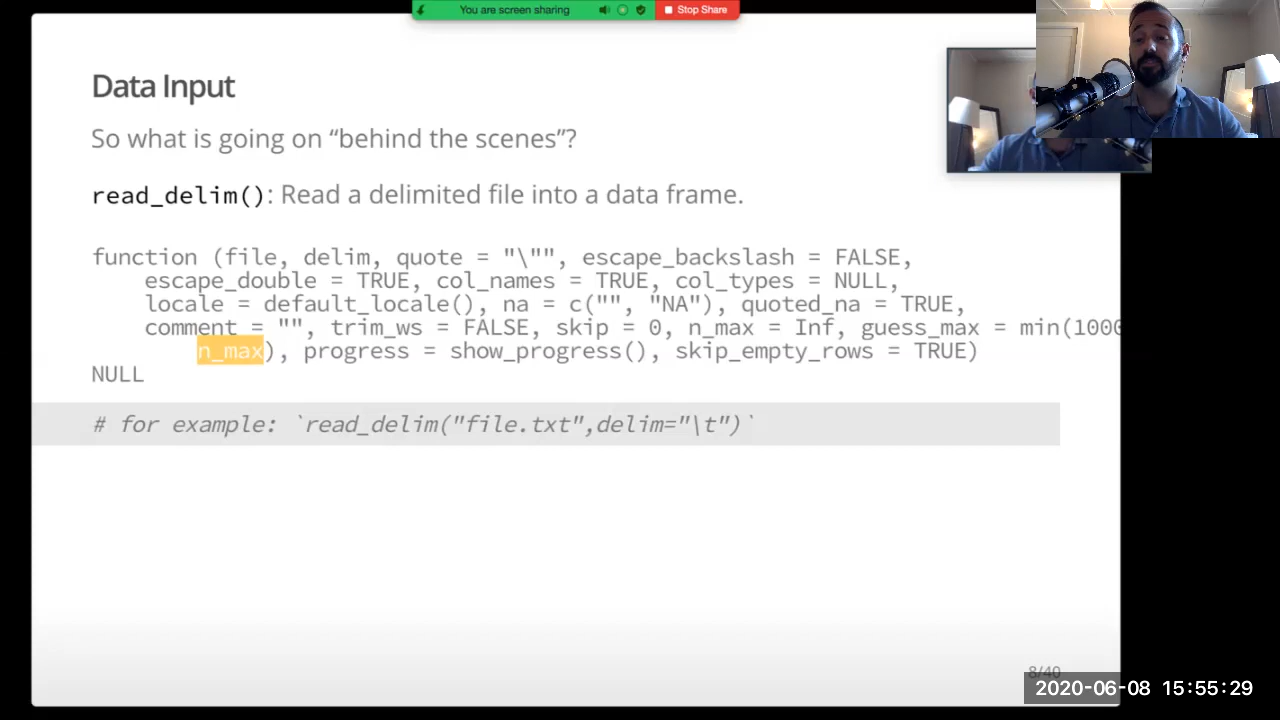 You are screen sharing Stop Share
Data Input
So what is going on “behind the scenes”?
read_delim(): Read a delimited file into a data frame.
function (file, delim, quote = "\"", escape_backslash = FALSE,
escape_double = TRUE, col_names = TRUE, col_types = NULL,
locale = default_locale(), na = c("", "NA"), quoted_na = TRUE,
comment = "", trim_ws = FALSE, skip = 0, n_max = Inf, guess_max = min(1000
n_max), progress = show_progress(), skip_empty_rows = TRUE)
NULL
# for example: `read_delim("file.txt",delim="\t")`
8/40
2020-06-08 15:55:29